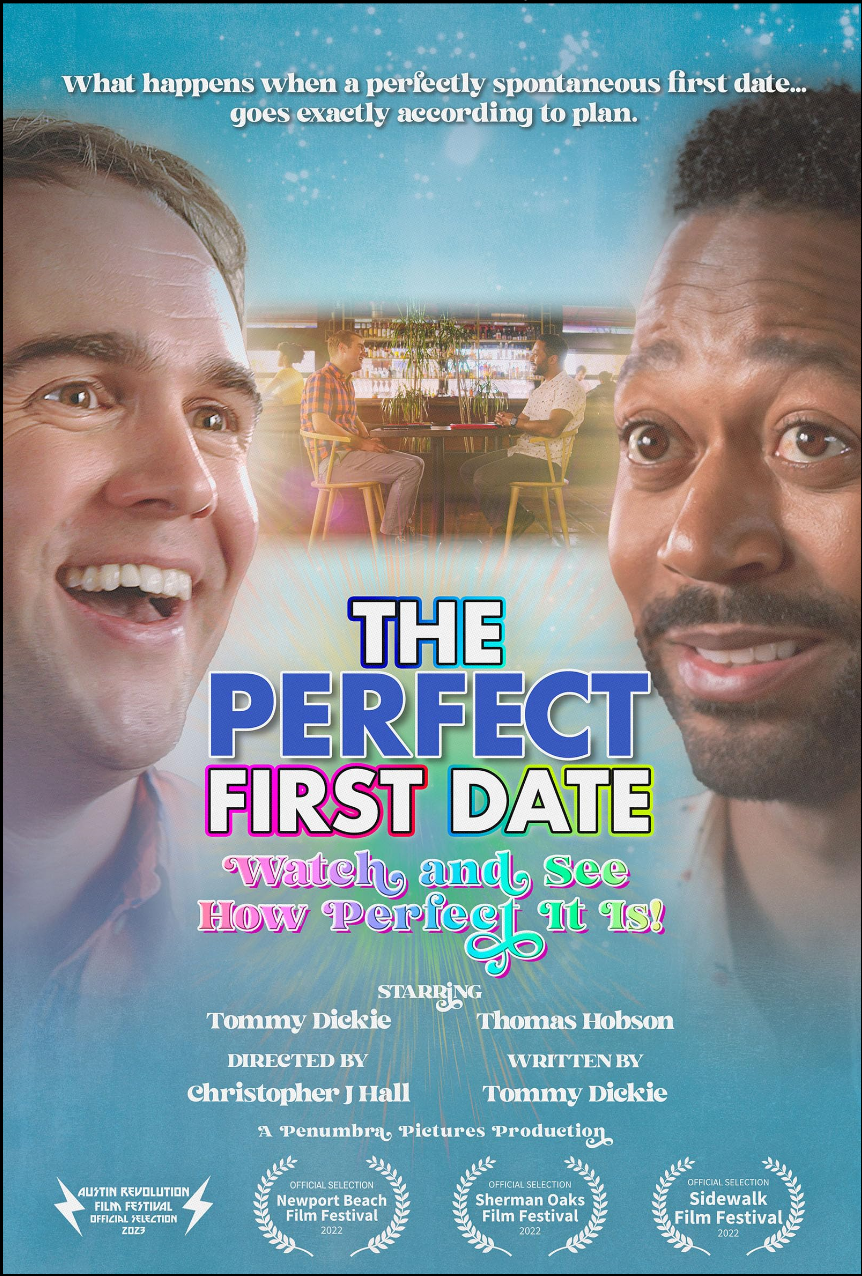 What happens when a perfectly spontaneous first date...
goes exactly according to plan.
THE
PERFECT
FIRST DATE
Watch and See
How Perfect It Is!
STARRiNG
Tommy Dickie
Thomas Hobson
DIRECTED BY
Christopher J Hall
WRITTEN BY
Tommy Dickie
A Penumbra Pictures Production
AUSTIN REVOLUTION
FILM FESTIVAL
OFFICIAL SELECTION
2023
OFFICIAL SELECTION
Newport Beach
Film Festival
2022
OFFICIAL SELECTION
Sherman Oaks
Film Festival
2022
OFFICIAL SELECTION
Sidewalk
Film Festival
2022